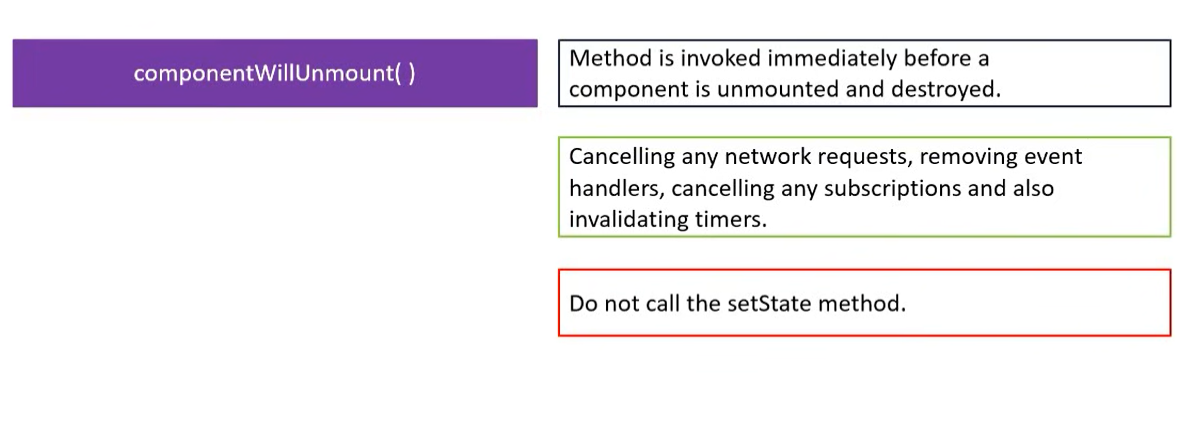 componentWillUnmount( )
Method is invoked immediately before a
component is unmounted and destroyed.
Cancelling any network requests, removing event
handlers, cancelling any subscriptions and also
invalidating timers.
Do not call the setState method.